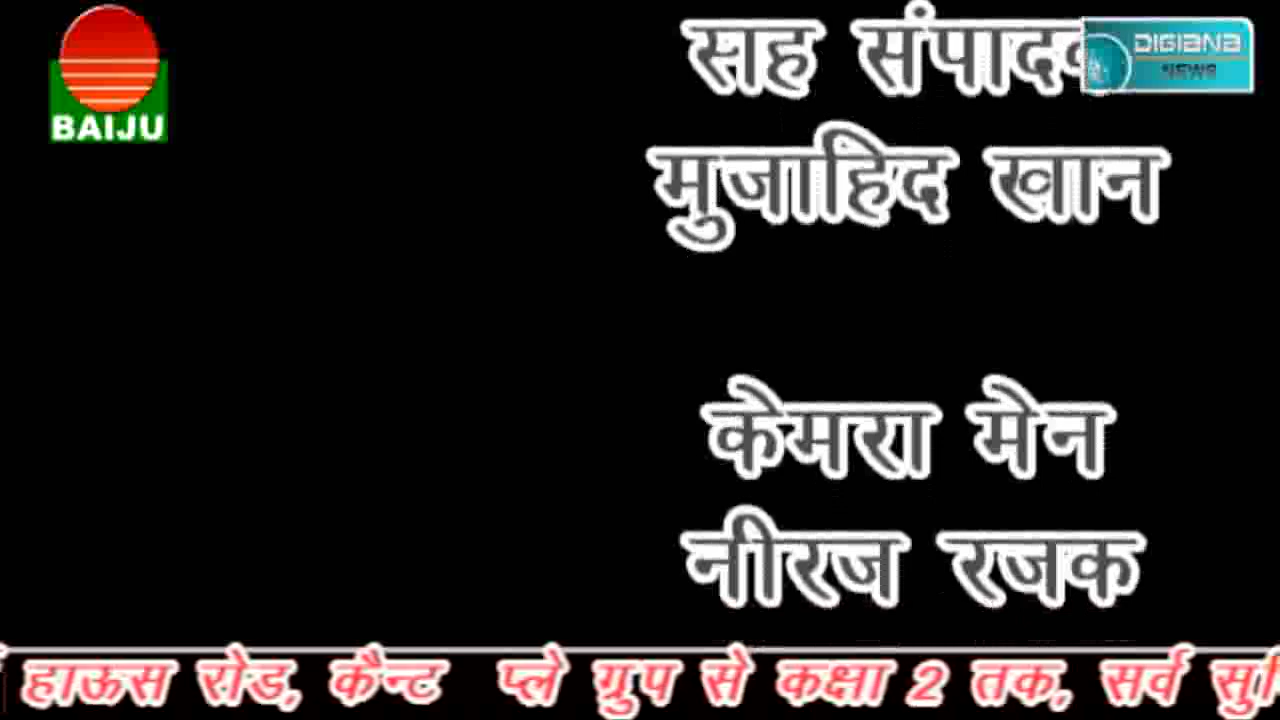 BAIJU
DIGIANA
NEWS
सह
मुजाहिद खान
केमरा मेन
नीरज रजक
हाऊस रोड, कैन्ट प्ले ग्रुप से कक्षा 2 तक, सर्व